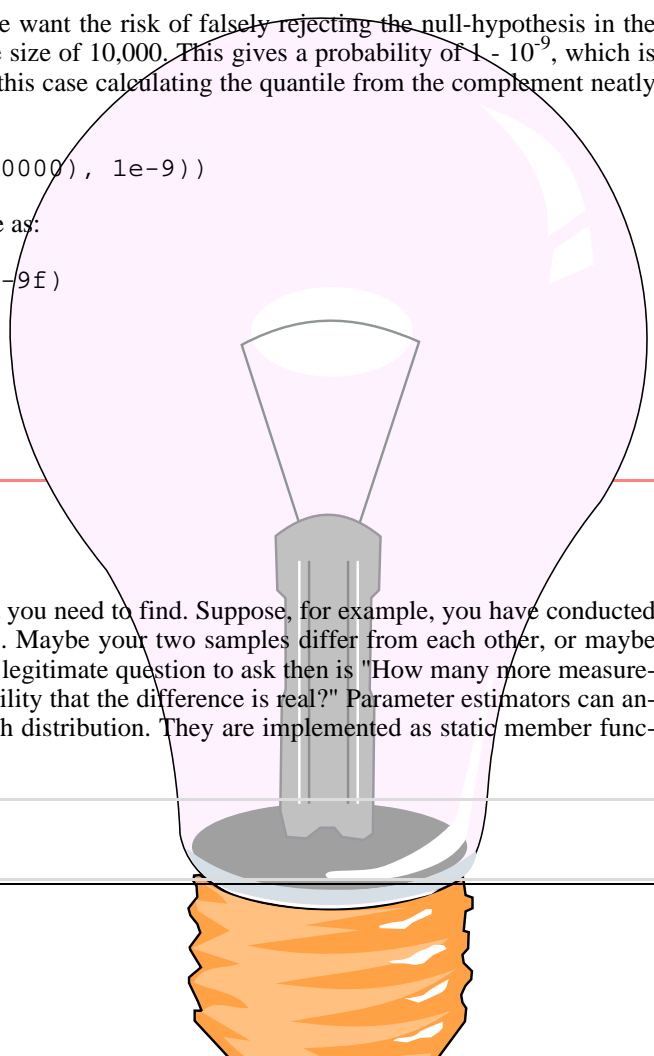 e want the risk of falsely rejecting the null-hypothesis in the
e size of 10,000. This gives a probability of 1 - 10-9, which is
this case calculating the quantile from the complement neatly
0000), 1e-9))
e as:
-9f)
you need to find. Suppose, for example, you have conducted
. Maybe your two samples differ from each other, or maybe
legitimate question to ask then is "How many more measure-
ility that the difference is real?" Parameter estimators can an-
h distribution. They are implemented as static member func-